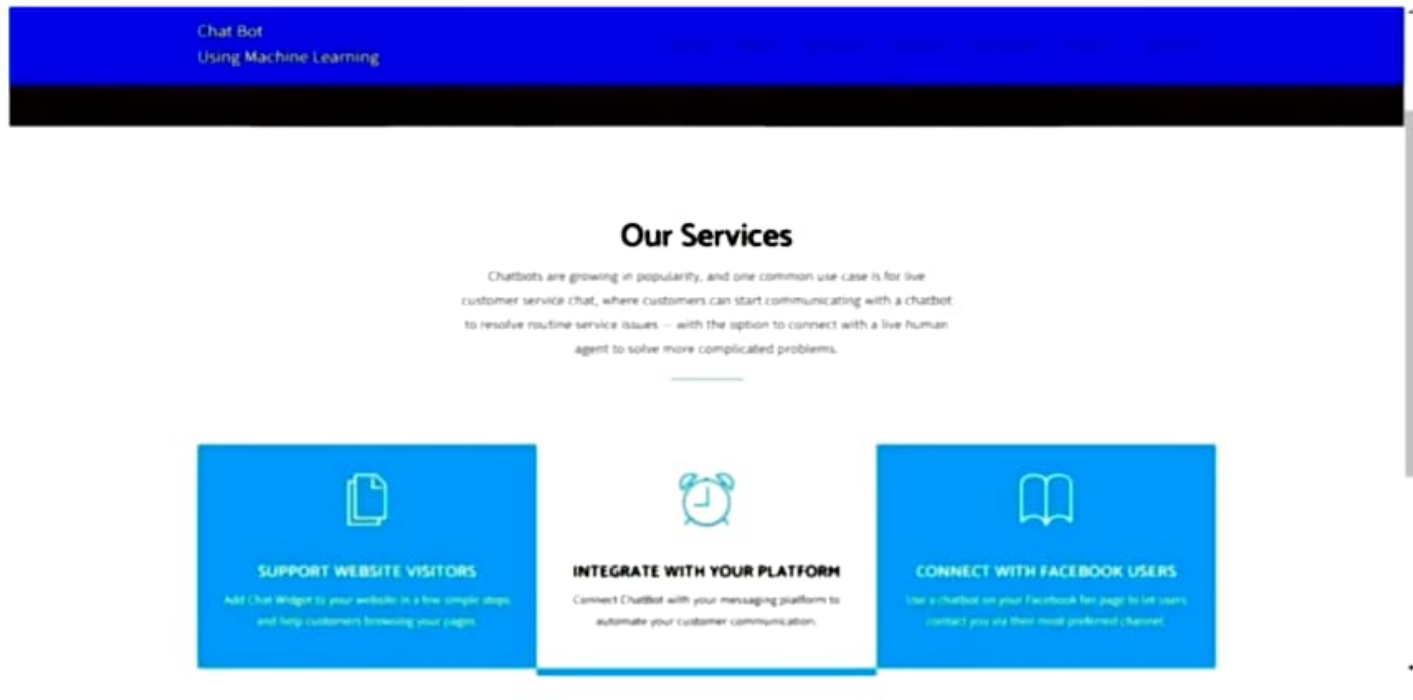 Chat Bot
Using Machine Learning
Our Services
Chatbots are growing in popularity, and one common use case is for live
customer service chat, where customers can start communicating with a chatbot
to resolve routine service issues — with the option to connect with a live human
agent to solve more complicated problems.
SUPPORT WEBSITE VISITORS
Add Chat Widget to your website in a few simple steps
and help customers browsing your pages.
INTEGRATE WITH YOUR PLATFORM
Connect ChatBot with your messaging platform to
automate your customer communication.
CONNECT WITH FACEBOOK USERS
Use a chatbot on your Facebook fan page to let users
contact you via their most preferred channel.